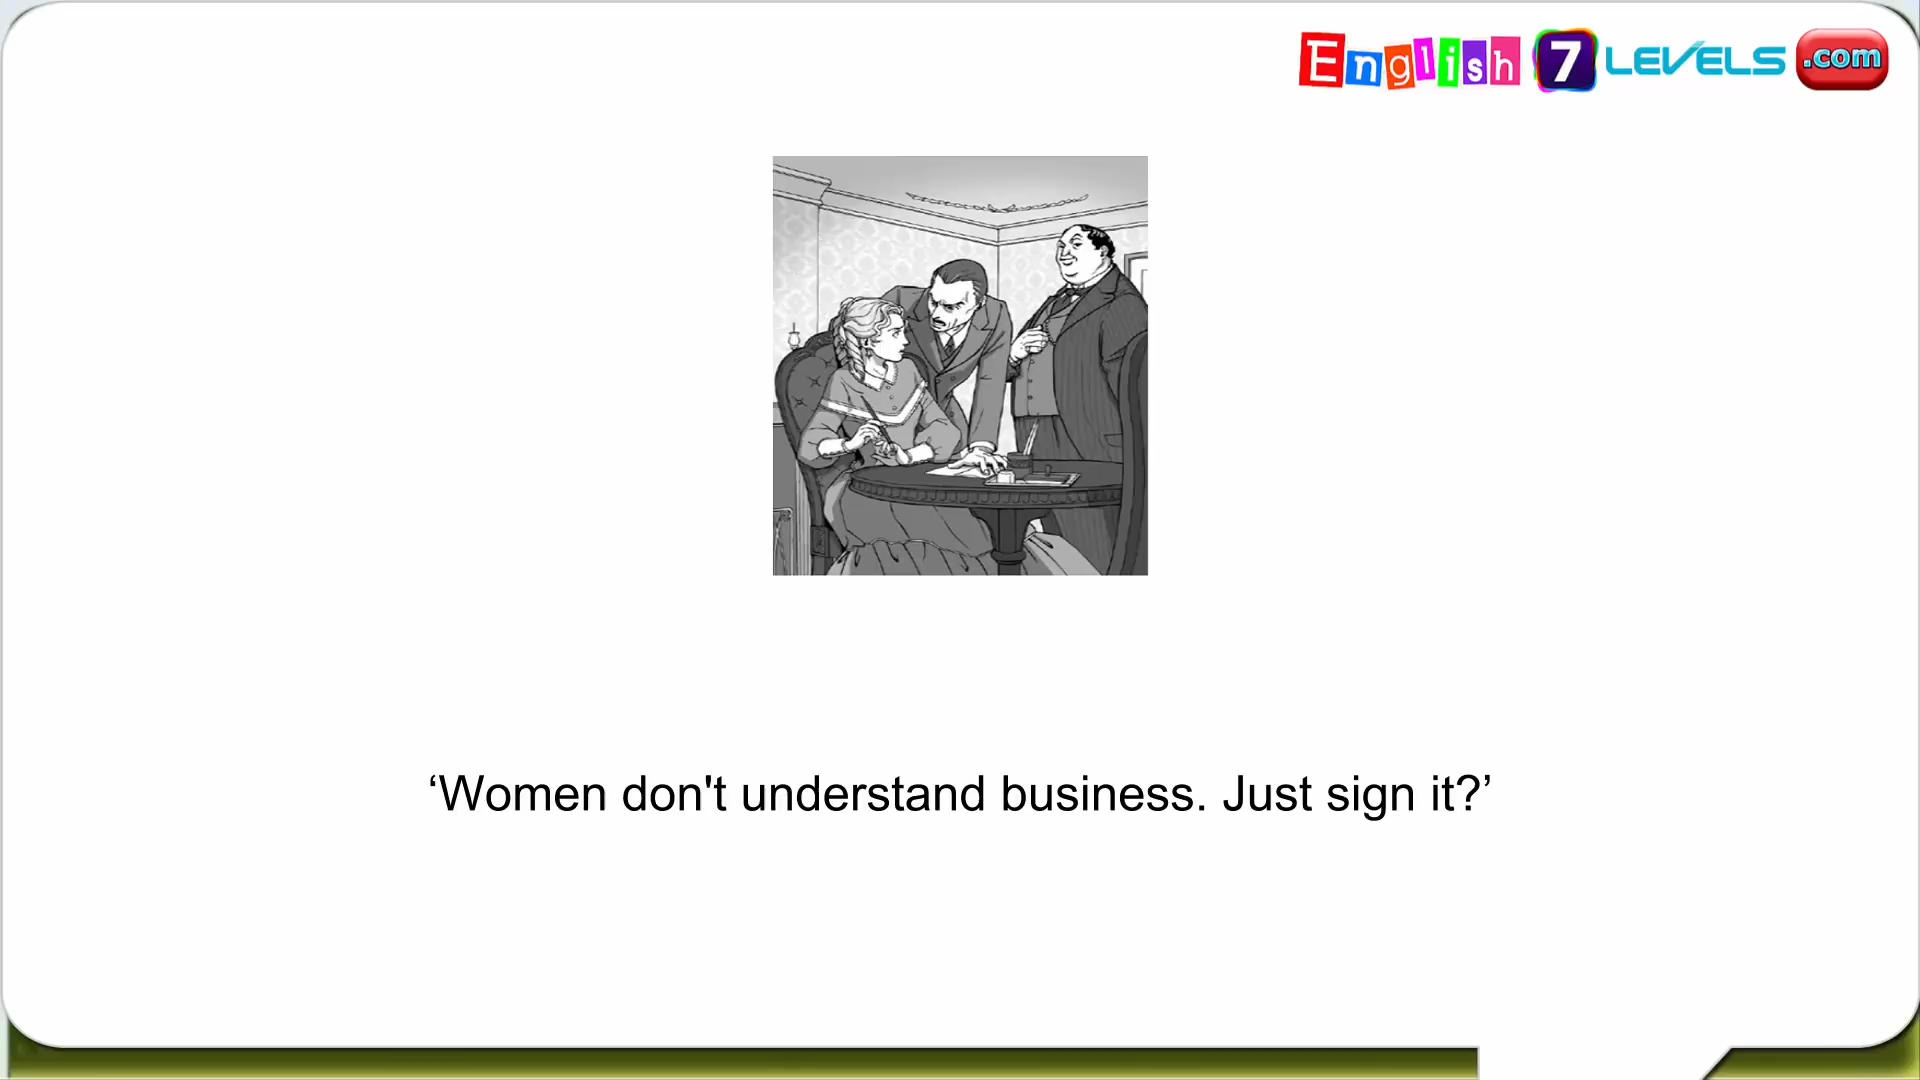 English 7 LEVELS .com
‘Women don't understand business. Just sign it?’